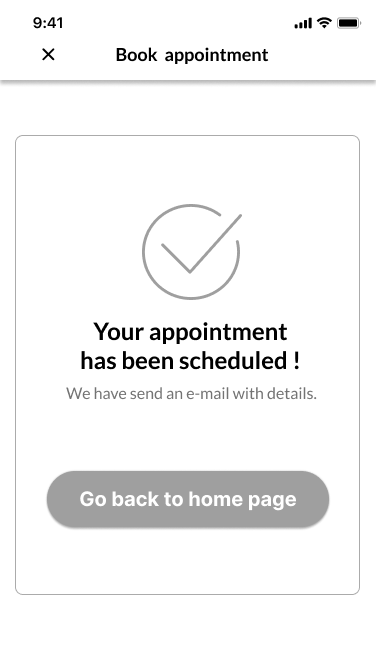 9:41
Book appointment
Your appointment
has been scheduled !
We have send an e-mail with details.
Go back to home page